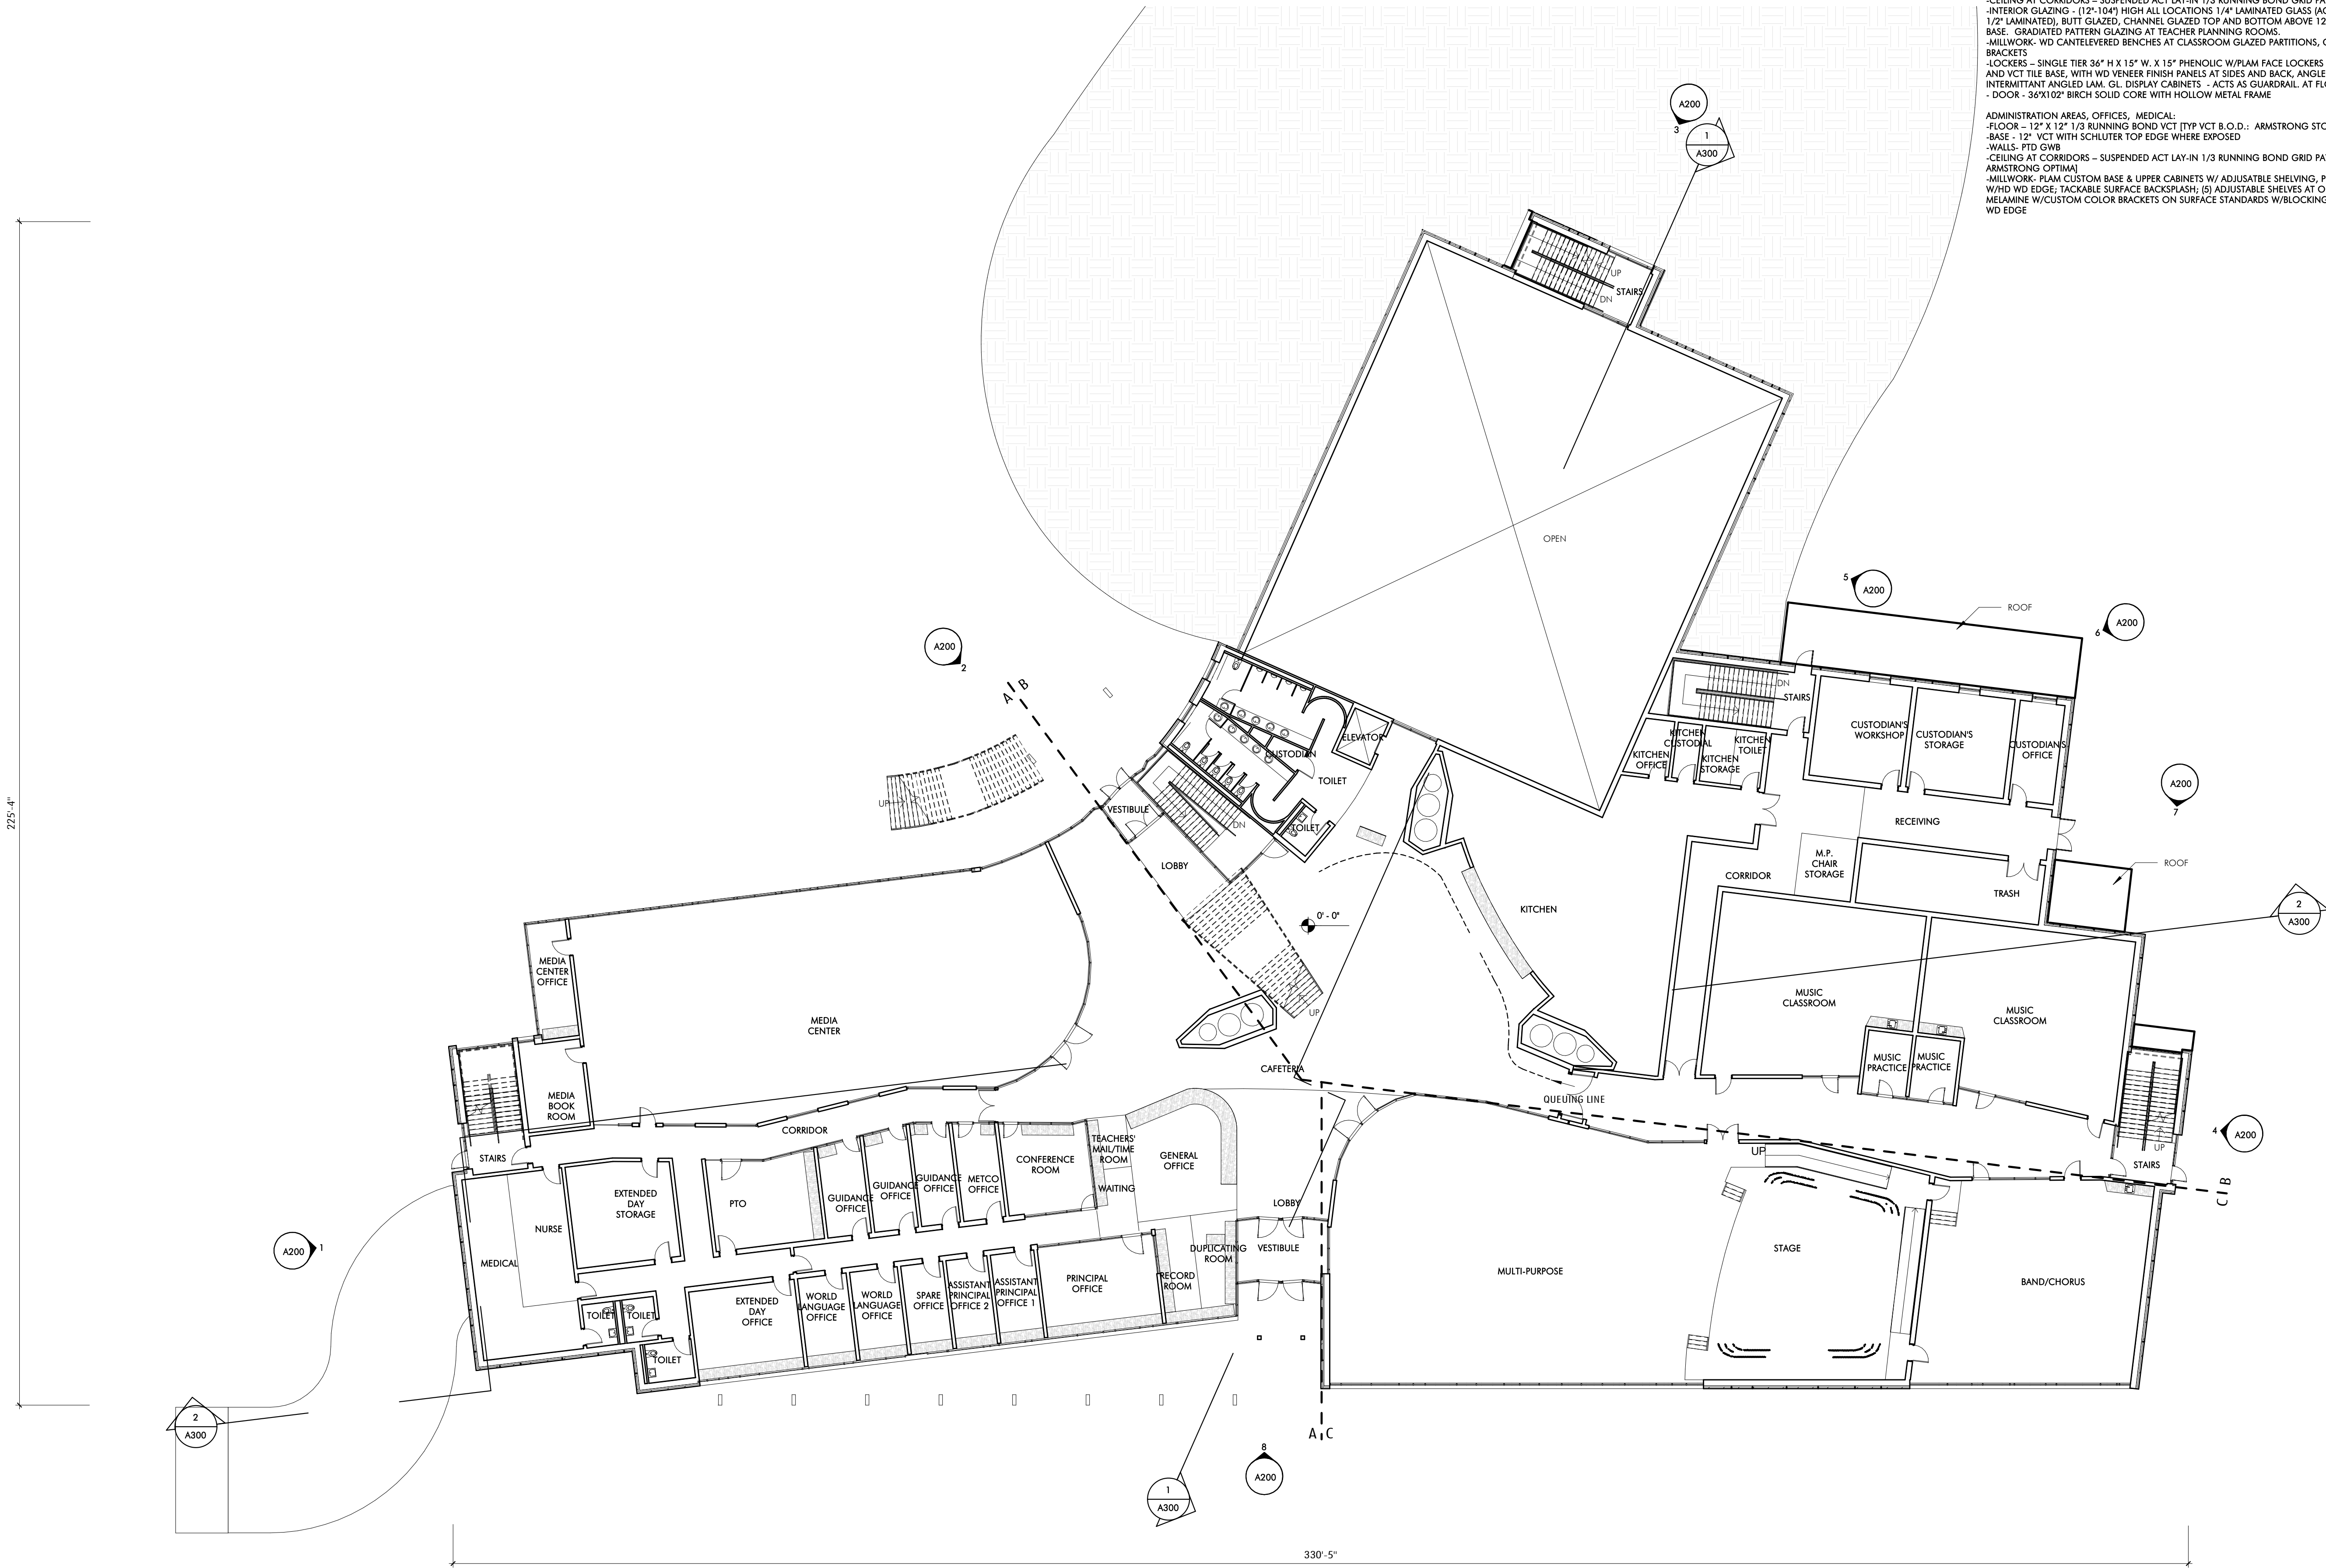 -CEILING AT CORRIDORS – SUSPENDED ACT LAY-IN 1/3 RUNNING BOND GRID
-INTERIOR GLAZING - (12"-104") HIGH ALL LOCATIONS 1/4" LAMINATED GLASS
1/2" LAMINATED), BUTT GLAZED, CHANNEL GLAZED TOP AND BOTTOM ABOVE 12
BASE. GRADIATED PATTERN GLAZING AT TEACHER PLANNING ROOMS.
-MILLWORK- WD CANTELEVERED BENCHES AT CLASSROOM GLAZED PARTITIONS,
BRACKETS
-LOCKERS – SINGLE TIER 36" H X 15" W. X 15" PHENOLIC W/PLAM FACE LOCKERS
AND VCT TILE BASE, WITH WD VENEER FINISH PANELS AT SIDES AND BACK, ANGLE
INTERMITTANT ANGLED LAM. GL. DISPLAY CABINETS - ACTS AS GUARDRAIL. AT
- DOOR - 36"X102" BIRCH SOLID CORE WITH HOLLOW METAL FRAME
ADMINISTRATION AREAS, OFFICES, MEDICAL:
-FLOOR – 12" X 12" 1/3 RUNNING BOND VCT [TYP VCT B.O.D.: ARMSTRONG
-BASE - 12" VCT WITH SCHLUTER TOP EDGE WHERE EXPOSED
-WALLS- PTD GWB
-CEILING AT CORRIDORS – SUSPENDED ACT LAY-IN 1/3 RUNNING BOND GRID
ARMSTRONG OPTIMA]
-MILLWORK- PLAM CUSTOM BASE & UPPER CABINETS W/ ADJUSATBLE SHELVING,
W/HD WD EDGE; TACKABLE SURFACE BACKSPLASH; (5) ADJUSTABLE SHELVES AT
MELAMINE W/CUSTOM COLOR BRACKETS ON SURFACE STANDARDS W/BLOCKING
WD EDGE
A200
3
1
A300
UP
STAIRS
DN
225'-4"
OPEN
5
A200
ROOF
6
A200
A200
2
A B
DN
STAIRS
CUSTODIAN'S
WORKSHOP
CUSTODIAN'S
STORAGE
CUSTODIAN'S
OFFICE
KITCHEN
CUSTODIAL
KITCHEN
TOILET
KITCHEN
OFFICE
KITCHEN
STORAGE
ELEVATOR
CUSTODIAN
TOILET
A200
7
UP
VESTIBULE
DN
TOILET
RECEIVING
LOBBY
M.P.
CHAIR
STORAGE
CORRIDOR
ROOF
TRASH
KITCHEN
0' - 0"
2
A300
MEDIA
CENTER
OFFICE
MEDIA
CENTER
MUSIC
CLASSROOM
MUSIC
CLASSROOM
UP
CAFETERIA
MUSIC
PRACTICE
MUSIC
PRACTICE
MEDIA
BOOK
ROOM
QUEUING LINE
CORRIDOR
4
A200
UP
STAIRS
STAIRS
UP
TEACHERS'
MAIL/TIME
ROOM
GENERAL
OFFICE
CONFERENCE
ROOM
WAITING
METCO
OFFICE
GUIDANCE
OFFICE
GUIDANCE
OFFICE
GUIDANCE
OFFICE
PTO
EXTENDED
DAY
STORAGE
NURSE
MEDICAL
LOBBY
C B
A200
1
DUPLICATING
ROOM
VESTIBULE
STAGE
MULTI-PURPOSE
BAND/CHORUS
RECORD
ROOM
PRINCIPAL
OFFICE
ASSISTANT
PRINCIPAL
OFFICE 1
ASSISTANT
PRINCIPAL
OFFICE 2
SPARE
OFFICE
WORLD
LANGUAGE
OFFICE
WORLD
LANGUAGE
OFFICE
EXTENDED
DAY
OFFICE
TOILET
TOILET
TOILET
2
A300
A C
8
A200
1
A300
330'-5"